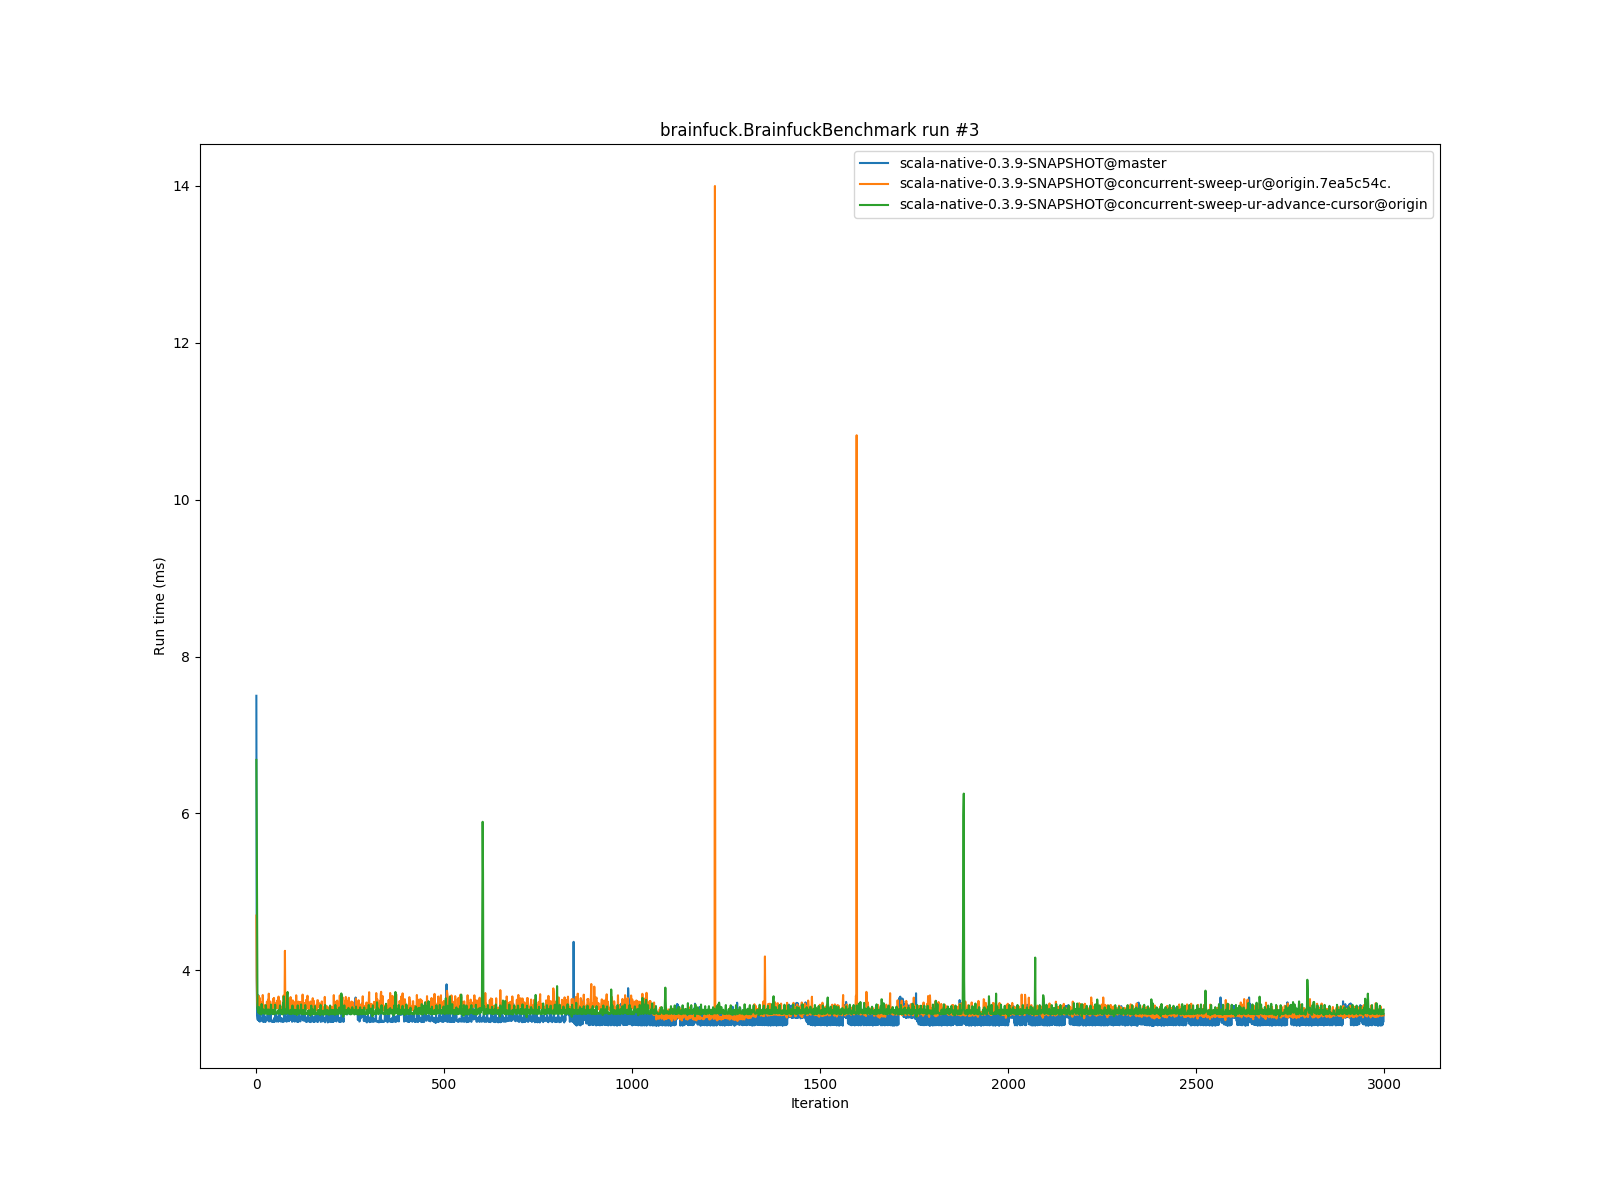 brainfuck.BrainfuckBenchmark run #3
scala-native-0.3.9-SNAPSHOT@master
scala-native-0.3.9-SNAPSHOT@concurrent-sweep-ur@origin.7ea5c54c.
scala-native-0.3.9-SNAPSHOT@concurrent-sweep-ur-advance-cursor@origin
14
12
10
8
6
4
Run time (ms)
0 500 1000 1500 2000 2500 3000
Iteration